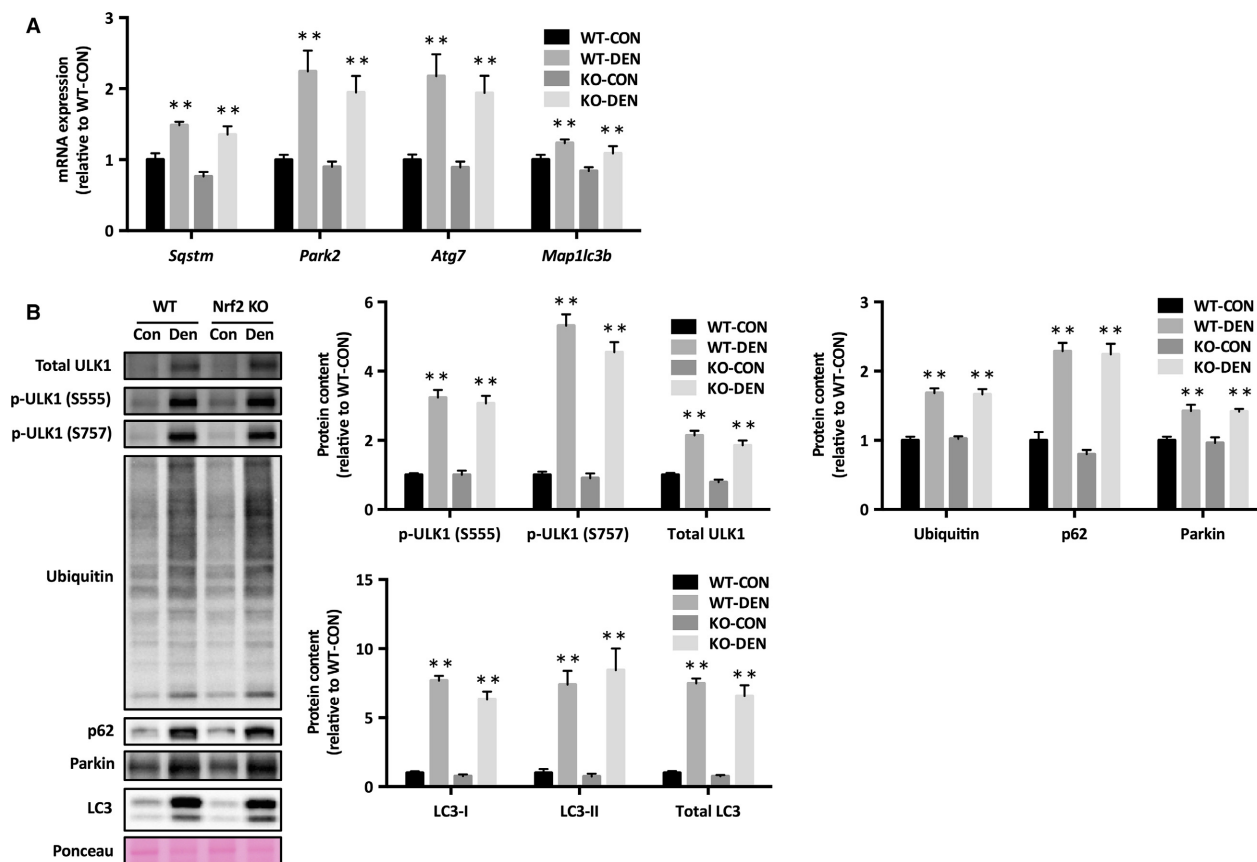 A
mRNA expression
(relative to WT-CON)
3
2
1
0
** ** ** ** ** ** ** **
WT-CON
WT-DEN
KO-CON
KO-DEN
Sqstm Park2 Atg7 Map1lc3b
B
WT Nrf2 KO
Con Den Con Den
Total ULK1
p-ULK1 (S555)
p-ULK1 (S757)
Ubiquitin
p62
Parkin
LC3
Ponceau
Protein content
(relative to WT-CON)
6
4
2
0
** ** ** ** ** **
WT-CON
WT-DEN
KO-CON
KO-DEN
p-ULK1 (S555) p-ULK1 (S757) Total ULK1
Protein content
(relative to WT-CON)
3
2
1
0
** ** ** ** ** **
WT-CON
WT-DEN
KO-CON
KO-DEN
Ubiquitin p62 Parkin
Protein content
(relative to WT-CON)
15
10
5
0
** ** ** ** ** **
WT-CON
WT-DEN
KO-CON
KO-DEN
LC3-I LC3-II Total LC3